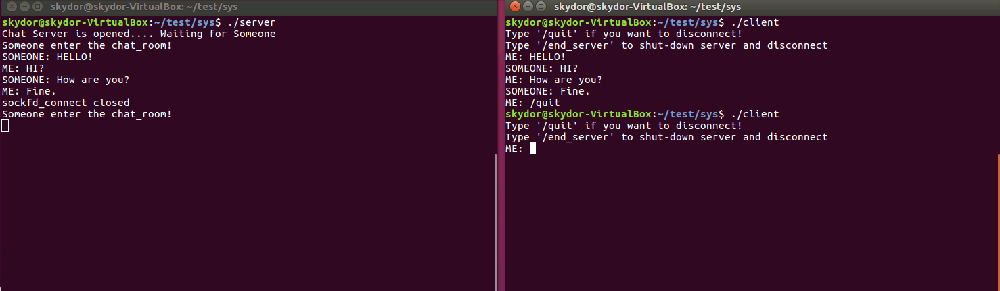 skydor@skydor-VirtualBox: ~/test/sys
skydor@skydor-VirtualBox:~/test/sys$ ./server
Chat Server is opened.... Waiting for Someone
Someone enter the chat_room!
SOMEONE: HELLO!
ME: HI?
SOMEONE: How are you?
ME: Fine.
sockfd_connect closed
Someone enter the chat_room!
skydor@skydor-VirtualBox: ~/test/sys
skydor@skydor-VirtualBox:~/test/sys$ ./client
Type '/quit' if you want to disconnect!
Type '/end_server' to shut-down server and disconnect
ME: HELLO!
SOMEONE: HI?
ME: How are you?
SOMEONE: Fine.
ME: /quit
skydor@skydor-VirtualBox:~/test/sys$ ./client
Type '/quit' if you want to disconnect!
Type '/end_server' to shut-down server and disconnect
ME: